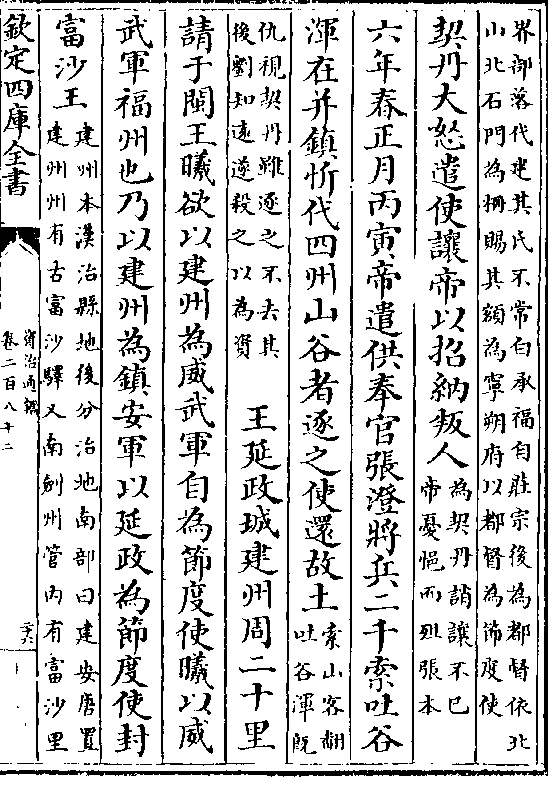 界部落代建其氏不常白承福自莊宗後為都督依北
山北石門為柵賜其額為寧朔府以都督為節度使
契丹大怒遣使讓帝以招納叛人
為契丹誚讓不已
帝憂悒而殂張本
六年春正月丙寅帝遣供奉官張澄將兵二千索吐谷
渾在并鎮忻代四州山谷者逐之使還故土
索山客翻
吐谷渾既
仇視契丹雖逐之不去其
後劉知遠遂殺之以為資
王延政城建州周二十里
請于閩王曦欲以建州為威武軍自為節度使曦以威
武軍福州也乃以建州為鎮安軍以延政為節度使封
富沙王
建州本漢治縣地後分治地南部曰建安唐置
建州州有古富沙驛又南劍州管内有富沙里
欽定四庫全書
資治通鑑
卷二百八十二